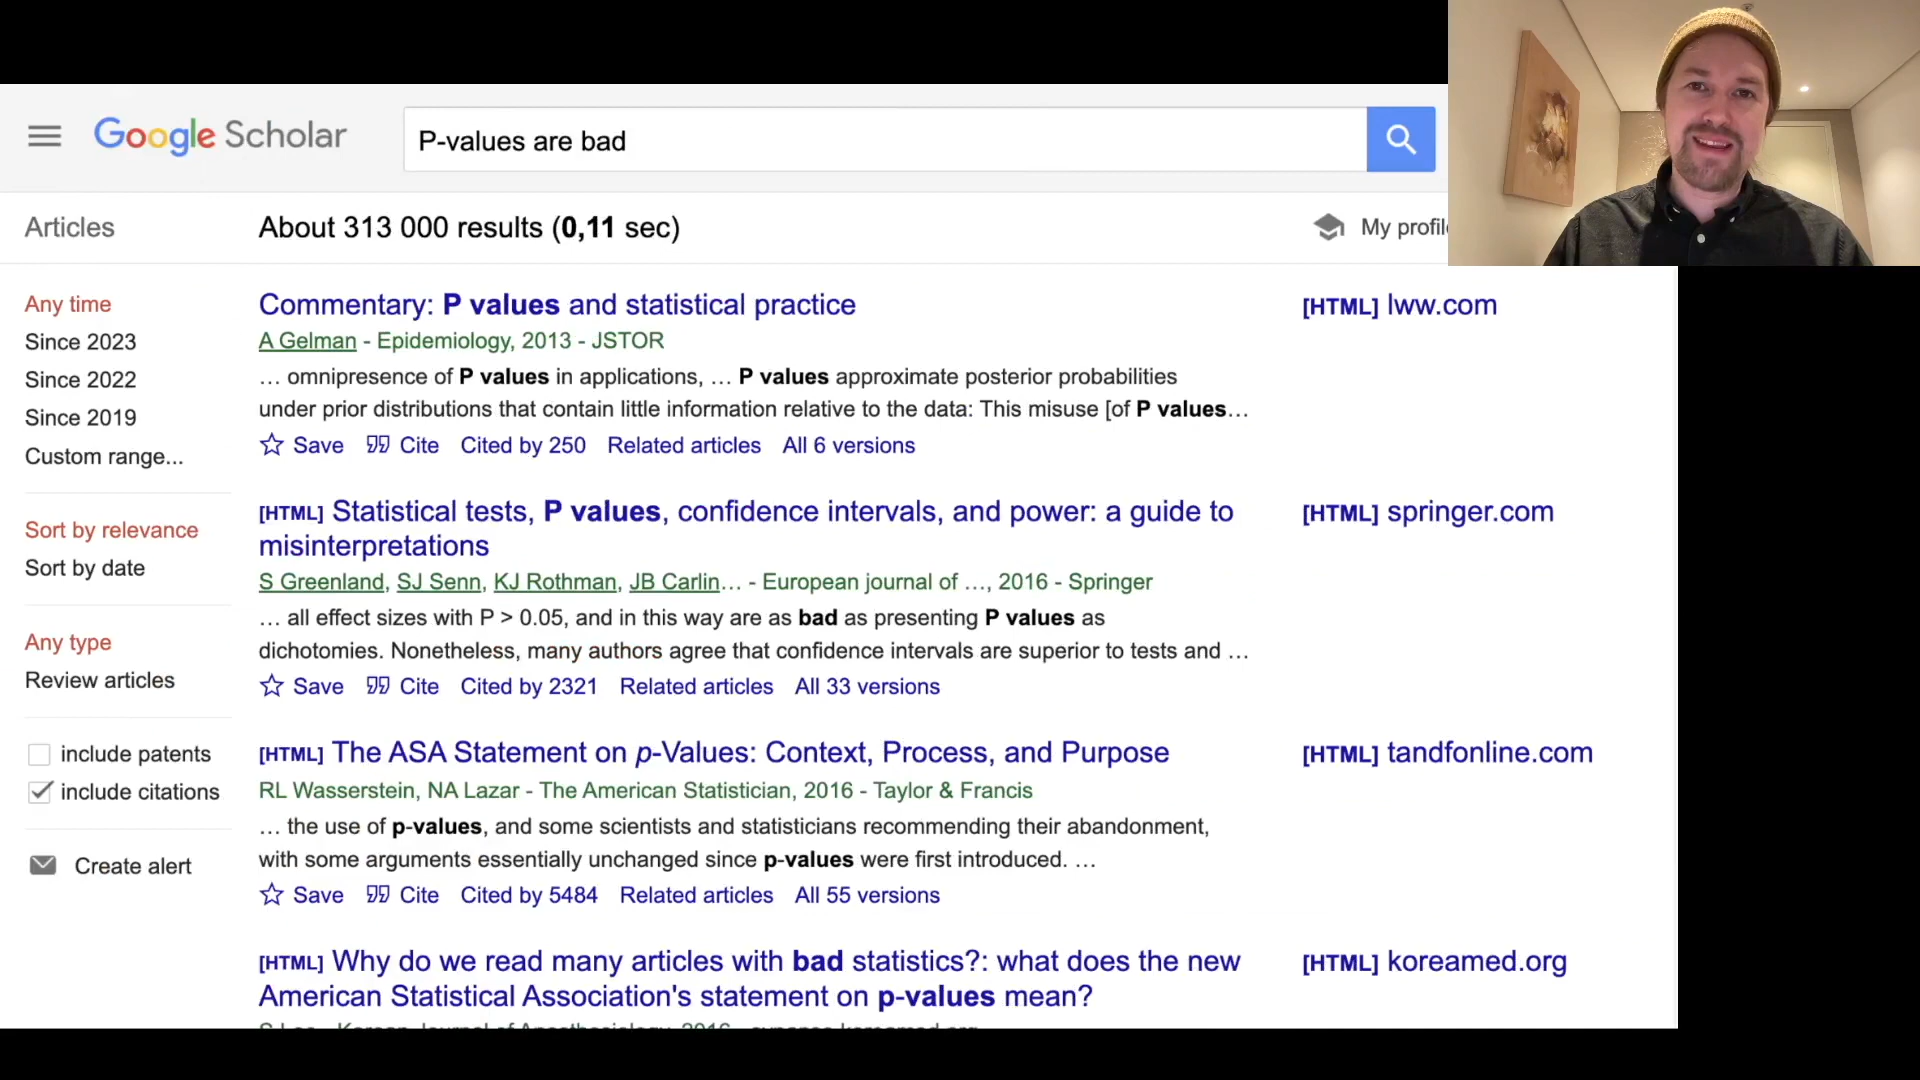 Google Scholar
P-values are bad
Articles
About 313 000 results (0,11 sec)
My profile
Any time
Since 2023
Since 2022
Since 2019
Custom range...
Sort by relevance
Sort by date
Any type
Review articles
include patents
include citations
Create alert
Commentary: P values and statistical practice
[HTML] lww.com
A Gelman - Epidemiology, 2013 - JSTOR
… omnipresence of P values in applications, … P values approximate posterior probabilities
under prior distributions that contain little information relative to the data: This misuse [of P values…
Save Cite Cited by 250 Related articles All 6 versions
[HTML] Statistical tests, P values, confidence intervals, and power: a guide to
misinterpretations
[HTML] springer.com
S Greenland, SJ Senn, KJ Rothman, JB Carlin… - European journal of …, 2016 - Springer
… all effect sizes with P > 0.05, and in this way are as bad as presenting P values as
dichotomies. Nonetheless, many authors agree that confidence intervals are superior to tests and …
Save Cite Cited by 2321 Related articles All 33 versions
[HTML] The ASA Statement on p-Values: Context, Process, and Purpose
[HTML] tandfonline.com
RL Wasserstein, NA Lazar - The American Statistician, 2016 - Taylor & Francis
… the use of p-values, and some scientists and statisticians recommending their abandonment,
with some arguments essentially unchanged since p-values were first introduced. …
Save Cite Cited by 5484 Related articles All 55 versions
[HTML] Why do we read many articles with bad statistics?: what does the new
American Statistical Association's statement on p-values mean?
[HTML] koreamed.org